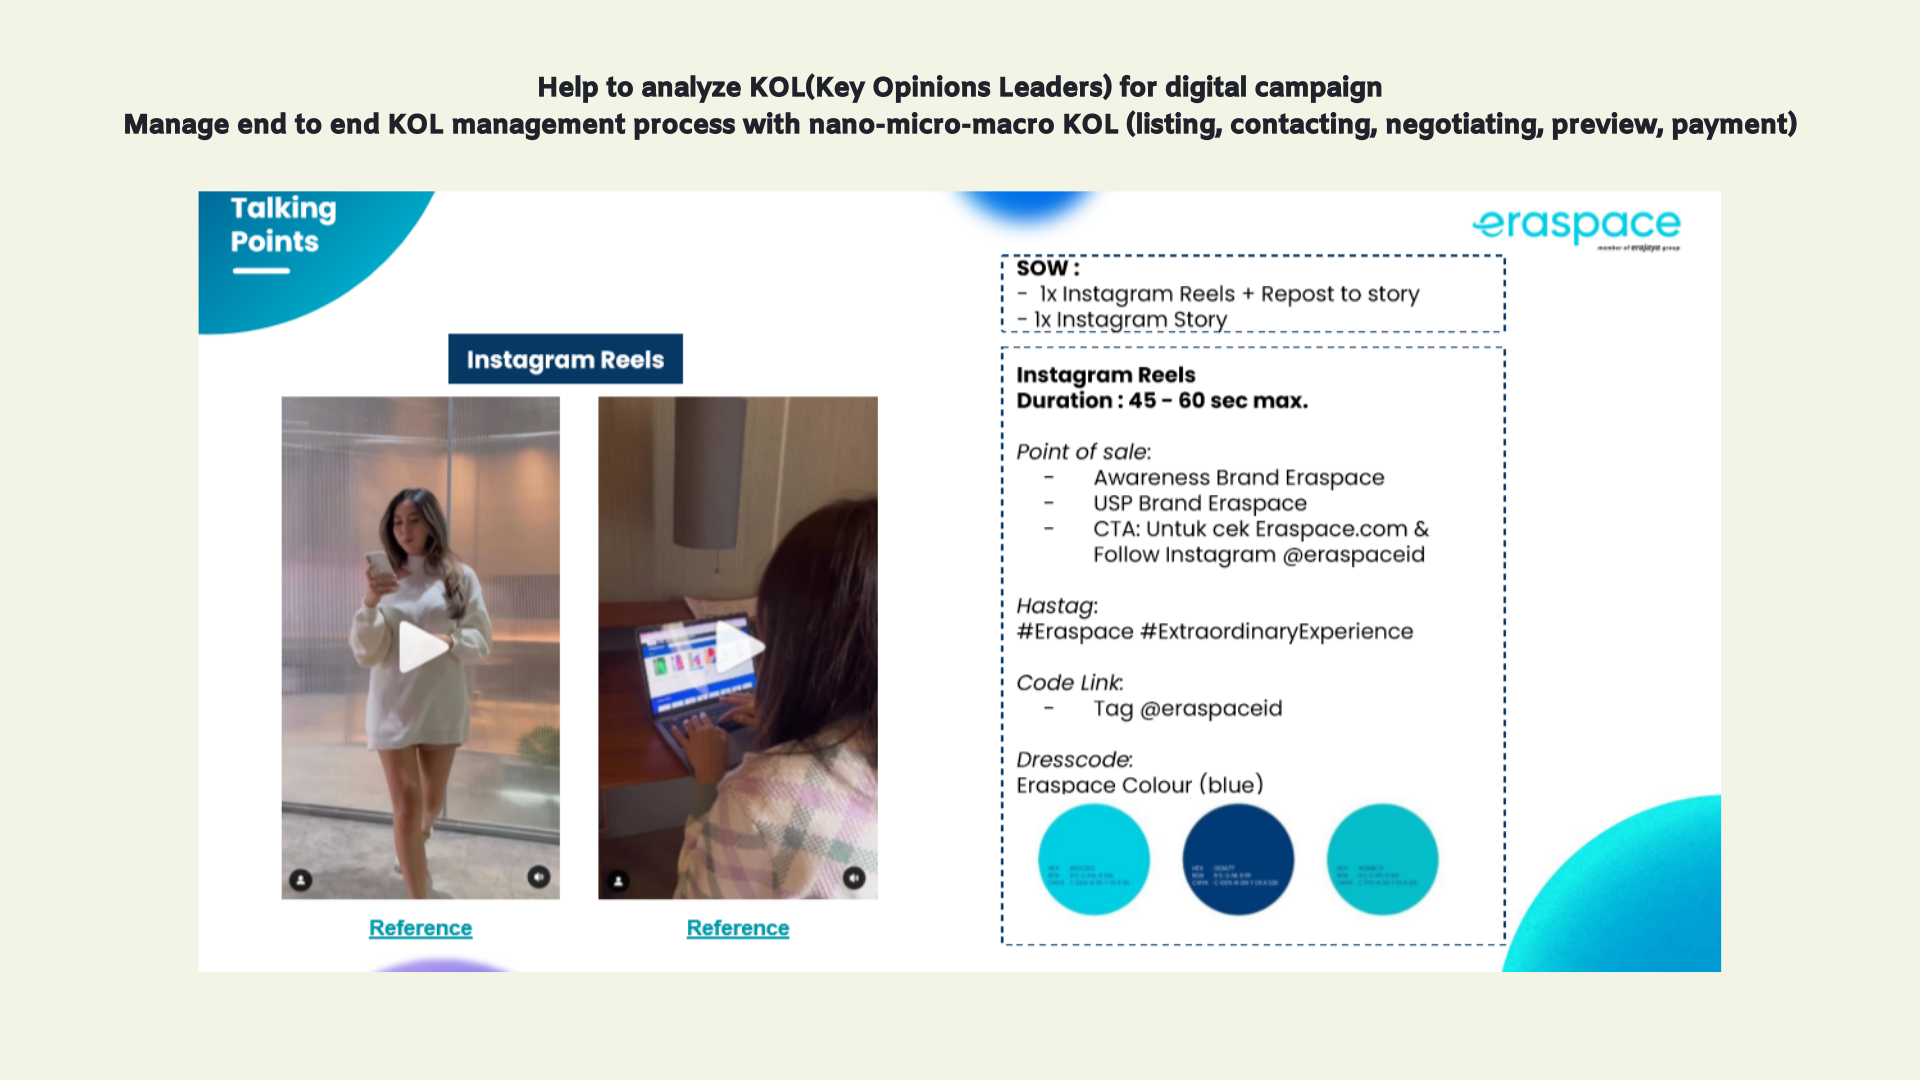 Help to analyze KOL(Key Opinions Leaders) for digital campaign
Manage end to end KOL management process with nano-micro-macro KOL (listing, contacting, negotiating, preview, payment)
Talking
Points
eraspace
member of erajaya group
SOW :
- 1x Instagram Reels + Repost to story
- 1x Instagram Story
Instagram Reels
Instagram Reels
Duration : 45 - 60 sec max.
Point of sale:
- Awareness Brand Eraspace
- USP Brand Eraspace
- CTA: Untuk cek Eraspace.com &
Follow Instagram @eraspaceid
Hastag:
#Eraspace #ExtraordinaryExperience
Code Link:
- Tag @eraspaceid
Dresscode:
Eraspace Colour (blue)
Reference
Reference